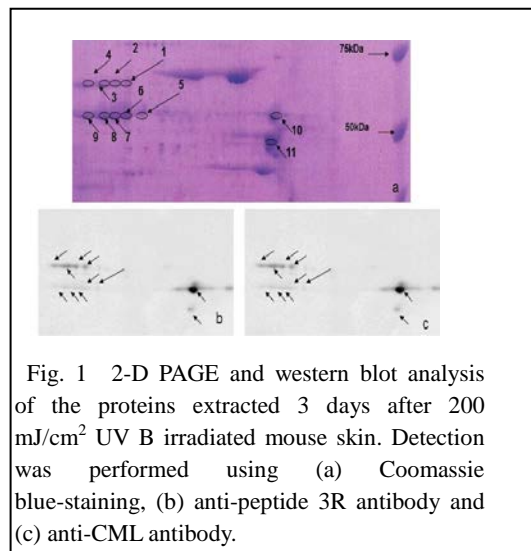 4 2 1 75kDa
3 6 5
9 8 7 10 50kDa
11
a
b c
Fig. 1 2-D PAGE and western blot analysis
of the proteins extracted 3 days after 200
mJ/cm² UV B irradiated mouse skin. Detection
was performed using (a) Coomassie
blue-staining, (b) anti-peptide 3R antibody and
(c) anti-CML antibody.